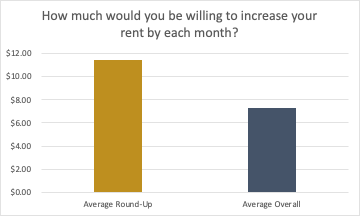 How much would you be willing to increase your
rent by each month?
$12.00
$10.00
$8.00
$6.00
$4.00
$2.00
$0.00
Average Round-Up
Average Overall